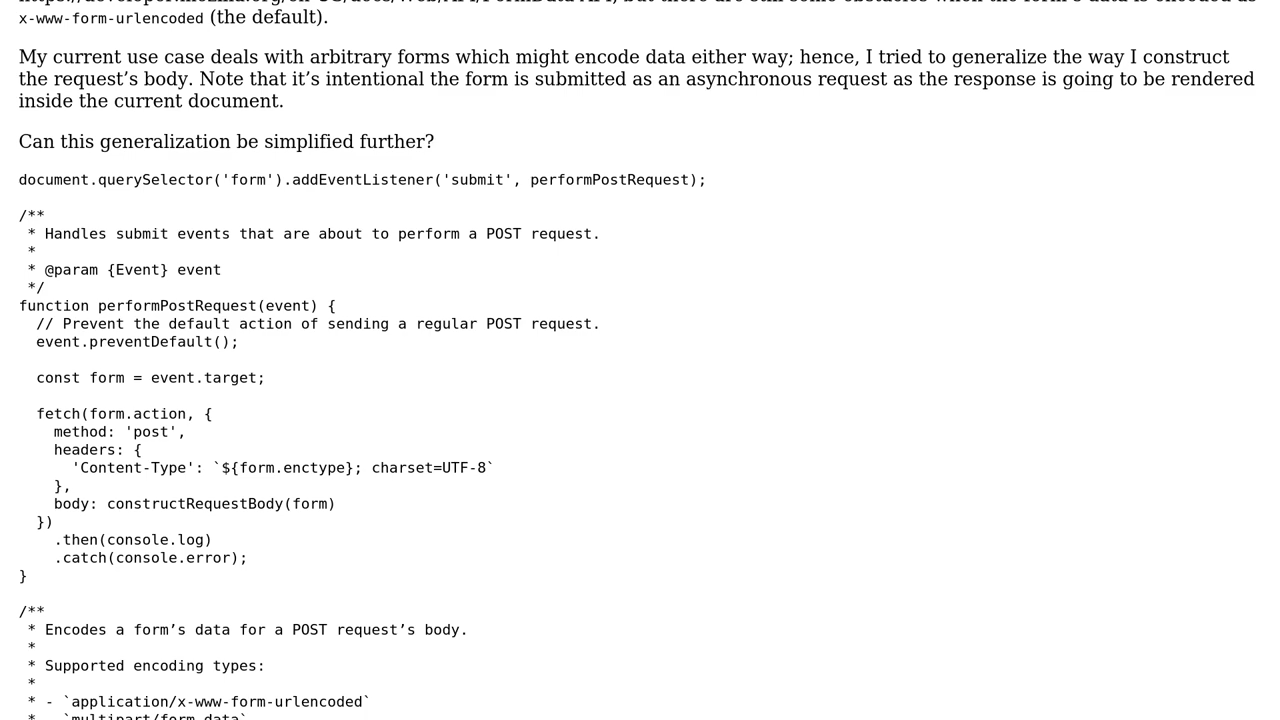 x-www-form-urlencoded (the default).
My current use case deals with arbitrary forms which might encode data either way; hence, I tried to generalize the way I construct
the request’s body. Note that it’s intentional the form is submitted as an asynchronous request as the response is going to be rendered
inside the current document.
Can this generalization be simplified further?
document.querySelector('form').addEventListener('submit', performPostRequest);
/**
 * Handles submit events that are about to perform a POST request.
 *
 * @param {Event} event
 */
function performPostRequest(event) {
  // Prevent the default action of sending a regular POST request.
  event.preventDefault();
  const form = event.target;
  fetch(form.action, {
    method: 'post',
    headers: {
      'Content-Type': `${form.enctype}; charset=UTF-8`
    },
    body: constructRequestBody(form)
  })
    .then(console.log)
    .catch(console.error);
}
/**
 * Encodes a form’s data for a POST request’s body.
 *
 * Supported encoding types:
 *
 * - `application/x-www-form-urlencoded`
 * - `multipart/form-data`